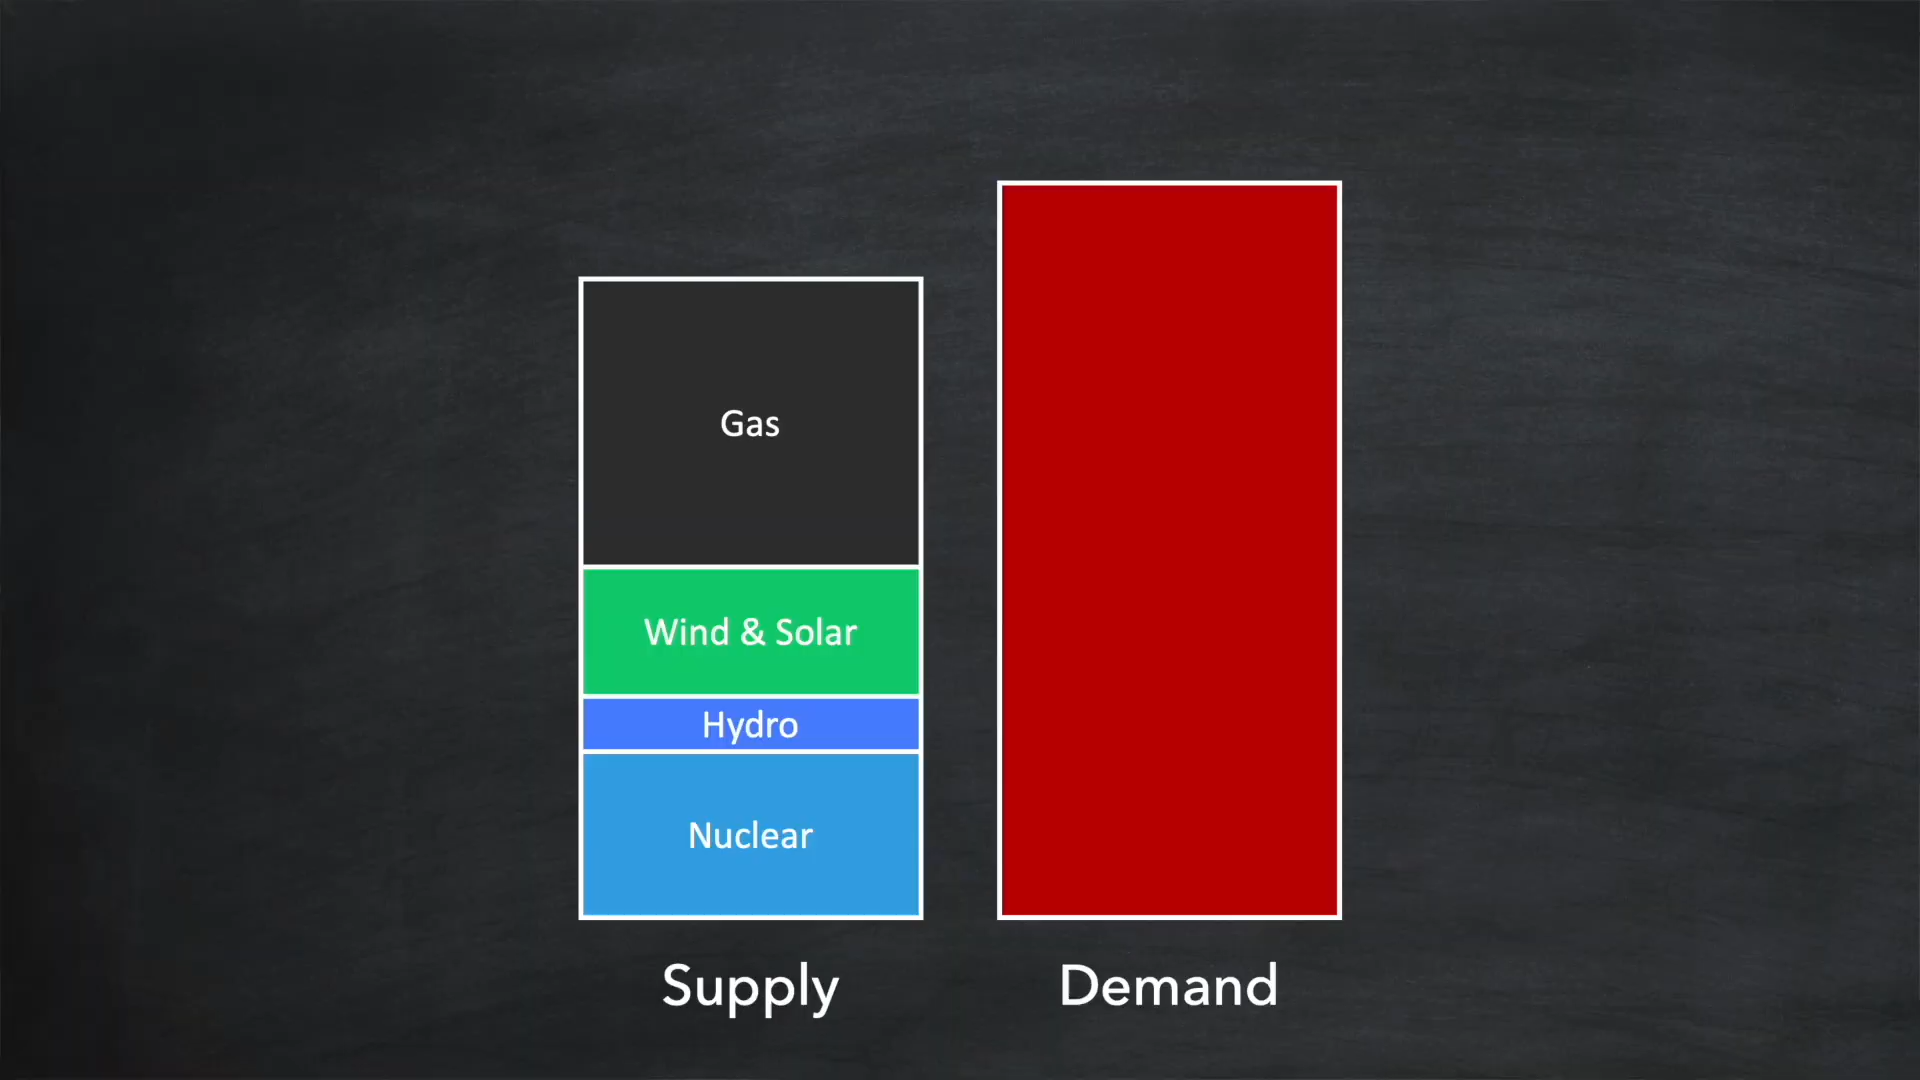 Gas
Wind & Solar
Hydro
Nuclear
Supply
Demand